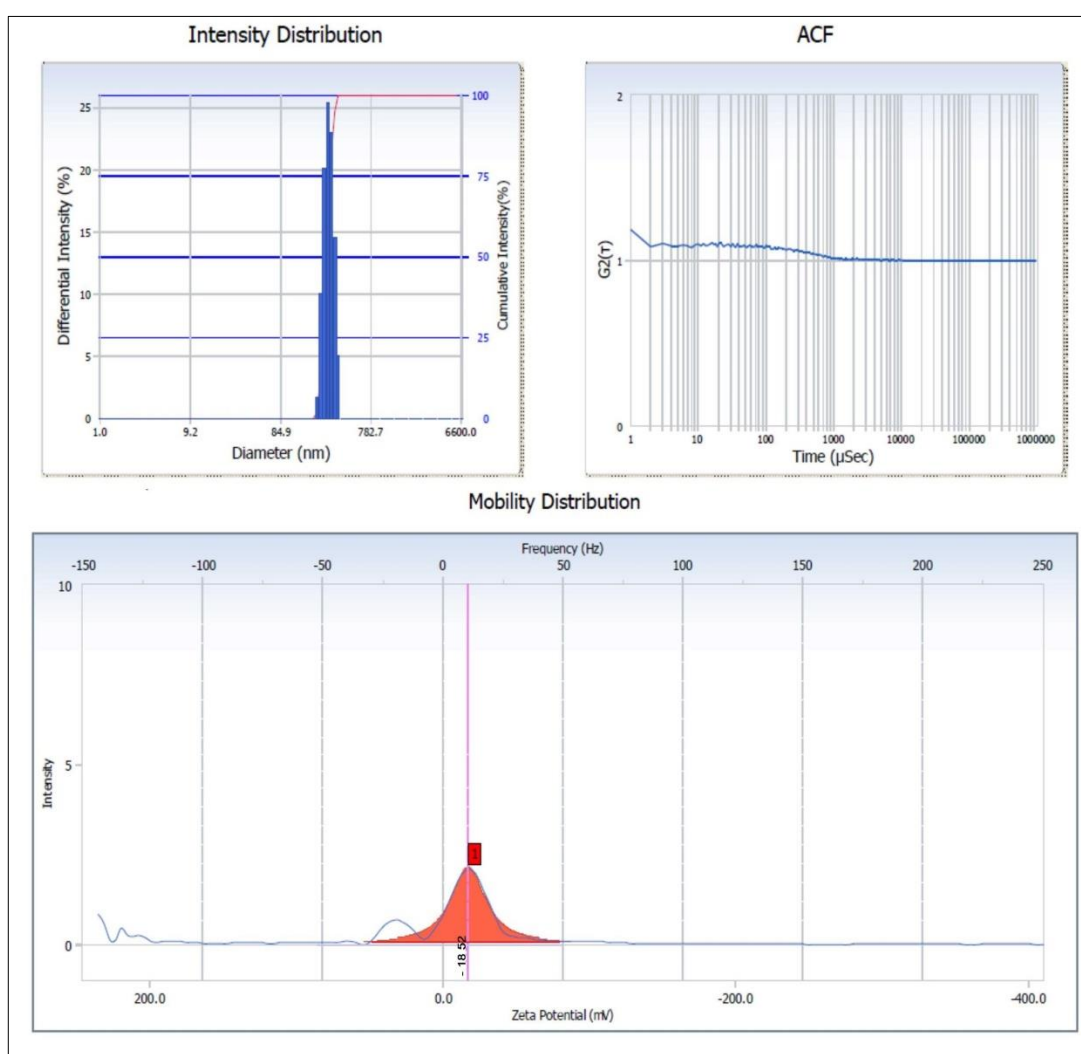 Intensity Distribution
ACF
Differential Intensity (%)
25
20
15
10
5
0
100
75
50
25
0
Cumulative Intensity(%)
1.0 9.2 84.9 782.7 6600.0
Diameter (nm)
G2(τ)
2
1
0
1 10 100 1000 10000 100000 1000000
Time (µSec)
Mobility Distribution
Frequency (Hz)
-150 -100 -50 0 50 100 150 200 250
Intensity
10
5
0
1
- 18.52
200.0 0.0 -200.0 -400.0
Zeta Potential (mV)